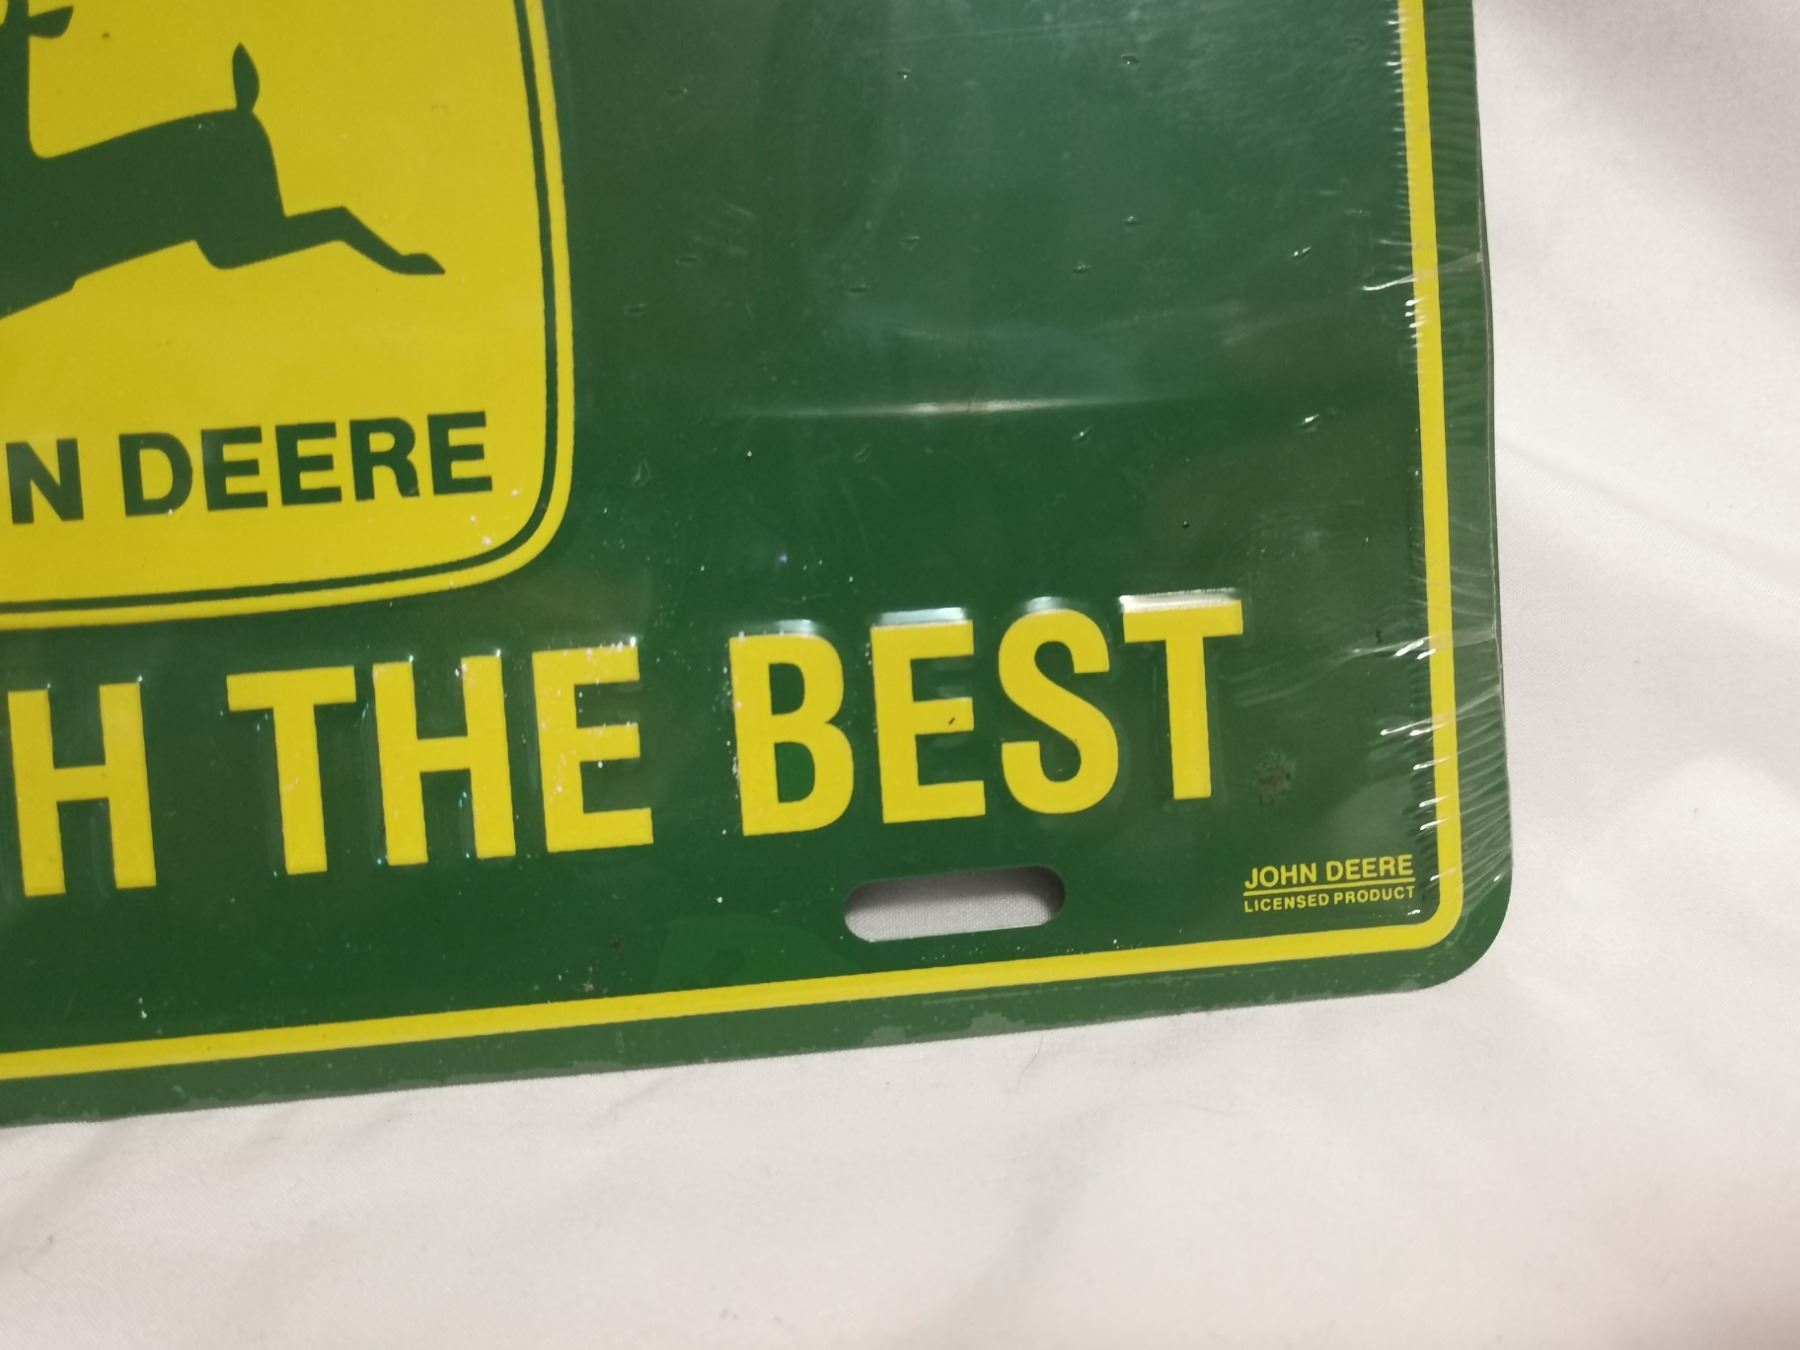 N DEERE
H THE BEST
JOHN DEERE
LICENSED PRODUCT